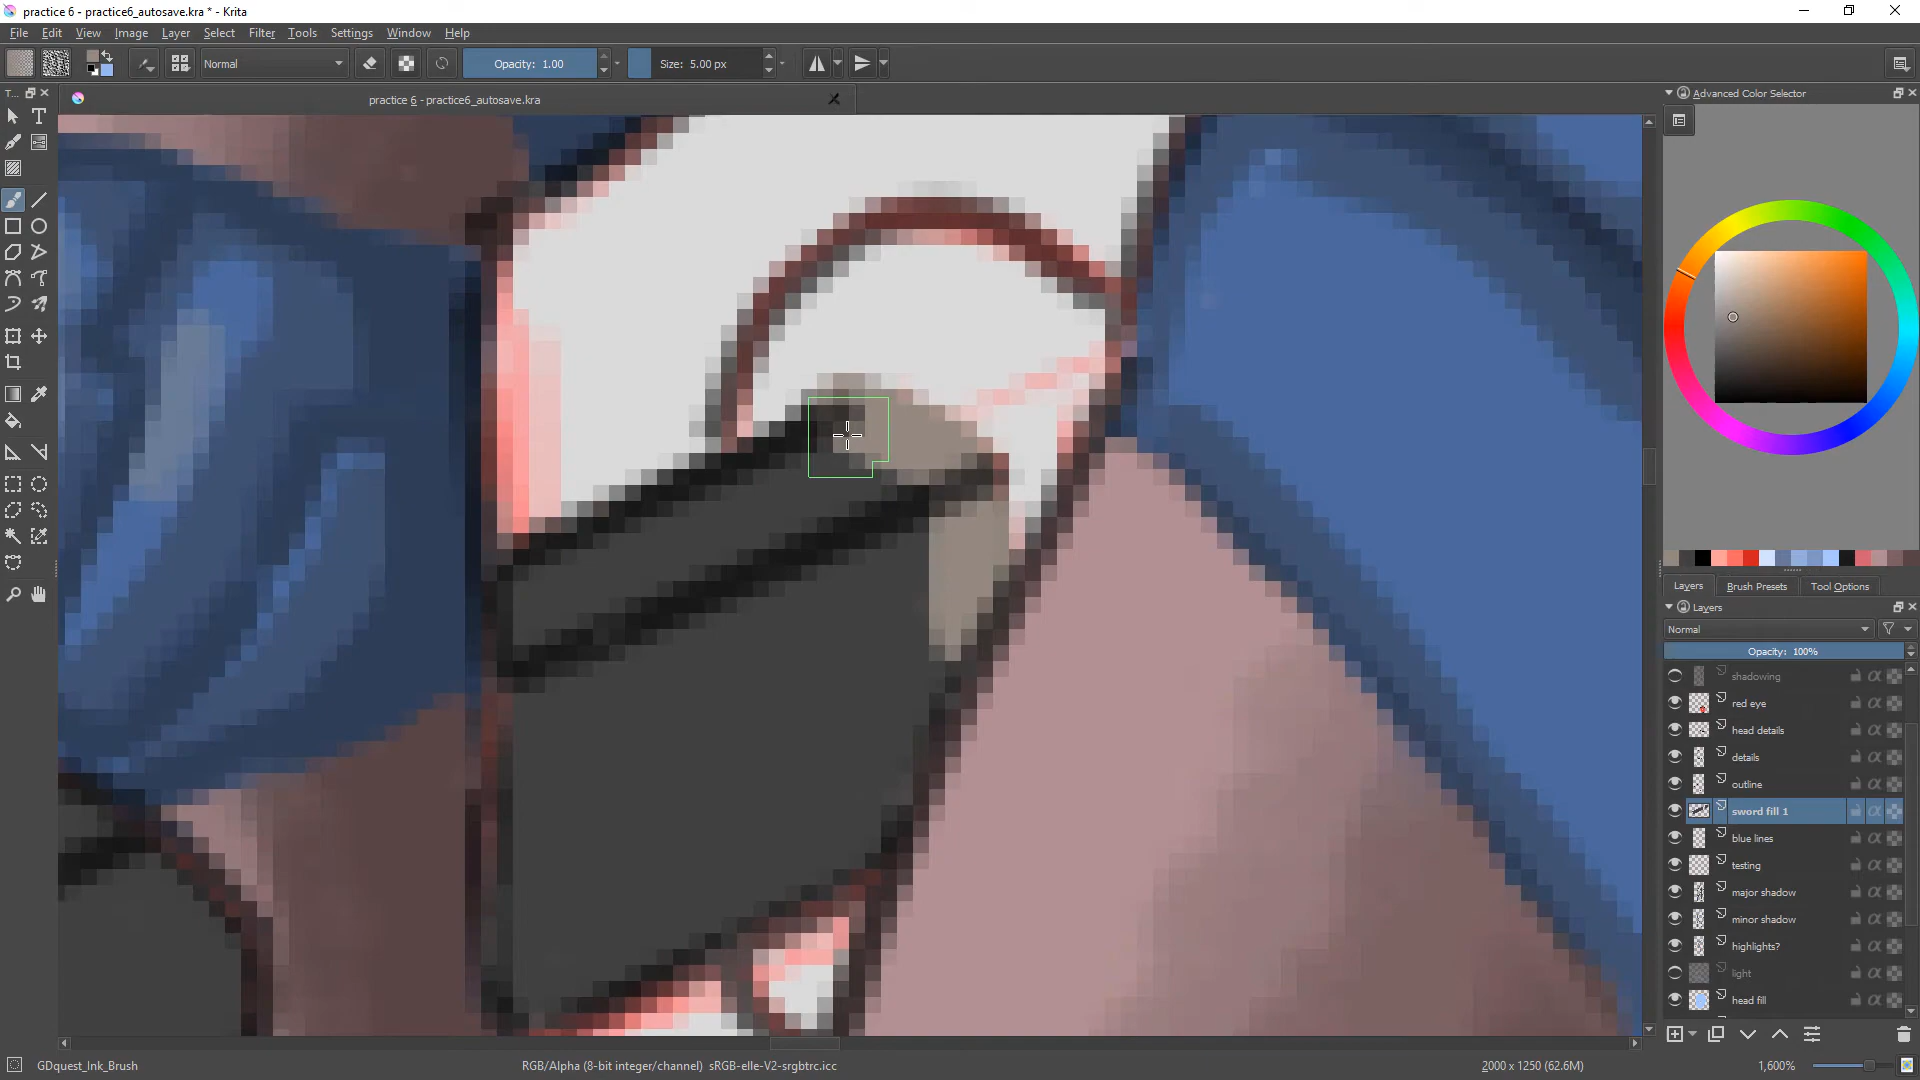 practice 6 - practice6_autosave.kra * - Krita
File Edit View Image Layer Select Filter Tools Settings Window Help
Normal Opacity: 1.00 Size: 5.00 px
T...
practice 6 - practice6_autosave.kra
Advanced Color Selector
Layers Brush Presets Tool Options
Layers
Normal
Opacity: 100%
shadowing
red eye
head details
details
outline
sword fill 1
blue lines
testing
major shadow
minor shadow
highlights?
light
head fill
GDquest_Ink_Brush RGB/Alpha (8-bit integer/channel) sRGB-elle-V2-srgbtrc.icc 2000 x 1250 (62.6M) 1,600%